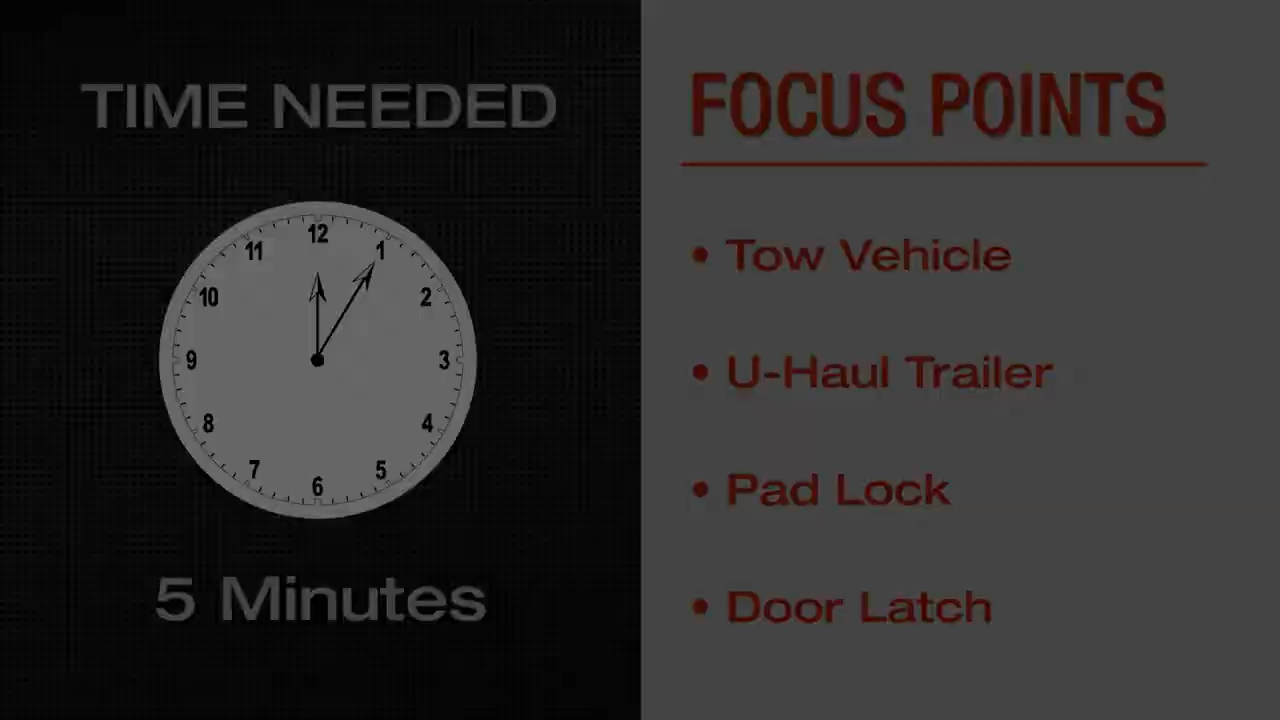 TIME NEEDED
12
11
1
10
2
9
3
8
4
7
5
6
5 Minutes
FOCUS POINTS
• Tow Vehicle
• U-Haul Trailer
• Pad Lock
• Door Latch